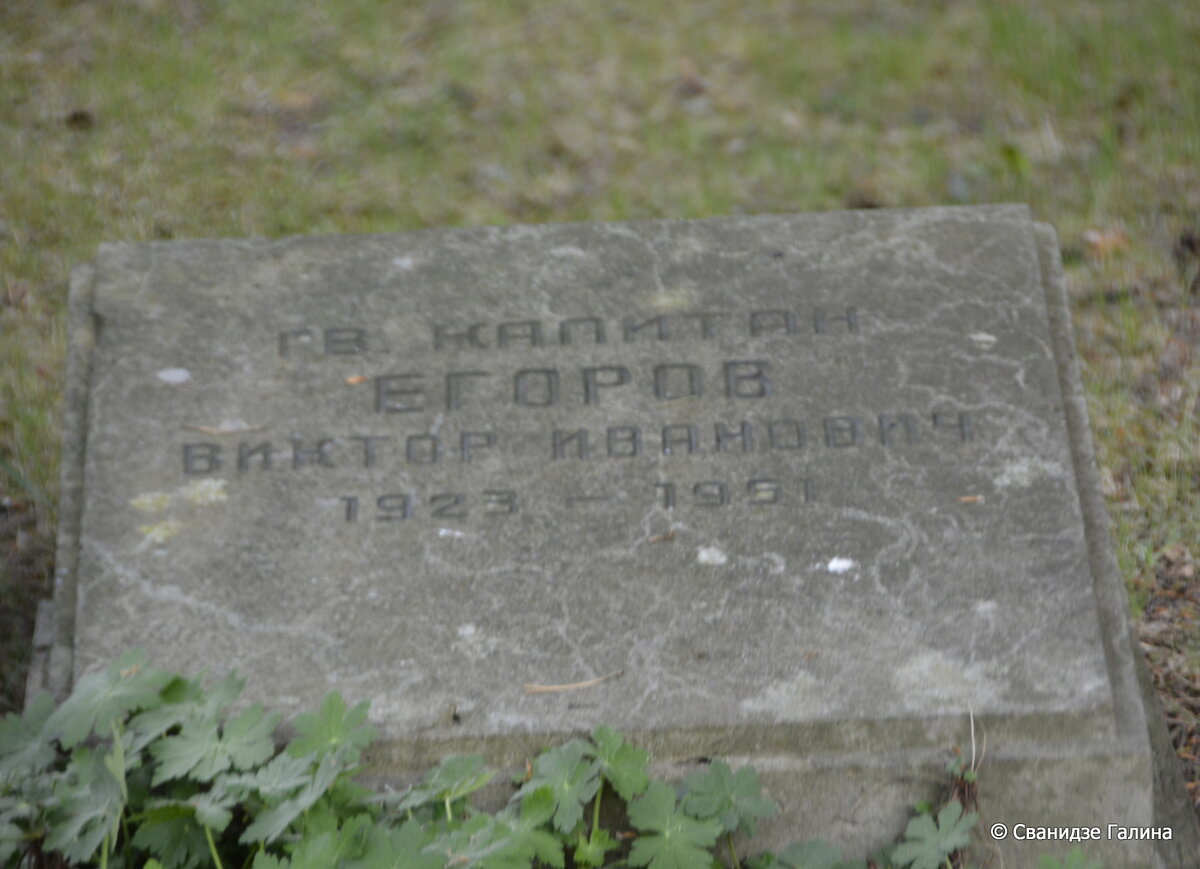 ГВ. КАПИТАН
ЕГОРОВ
ВИКТОР ИВАНОВИЧ
1923 – 1951
© Сванидзе Галина